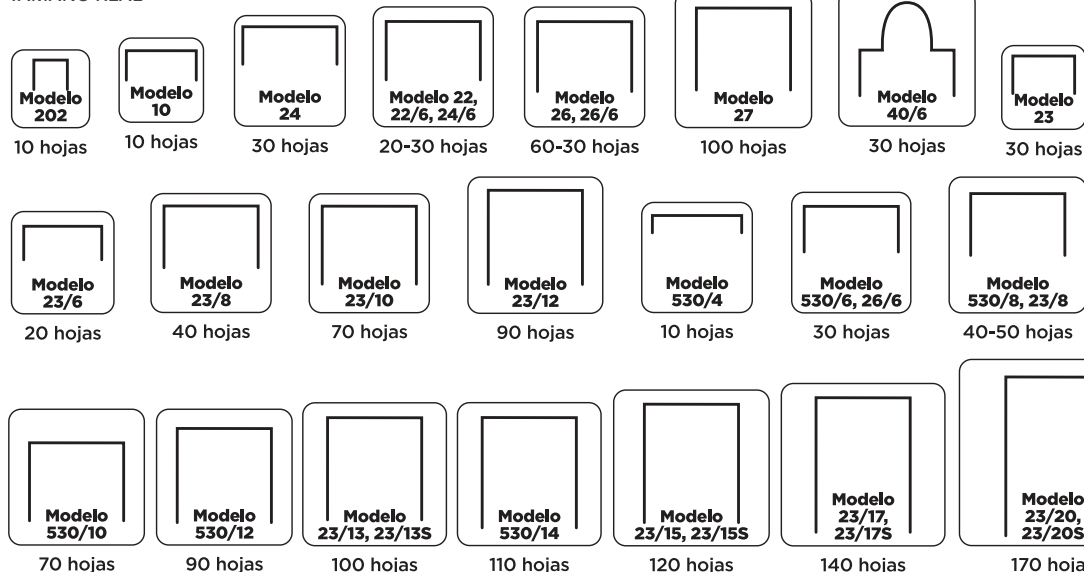 TAMAÑO REAL
Modelo
202
10 hojas
Modelo
10
10 hojas
Modelo
24
30 hojas
Modelo 22,
22/6, 24/6
20-30 hojas
Modelo
26, 26/6
60-30 hojas
Modelo
27
100 hojas
Modelo
40/6
30 hojas
Modelo
23
30 hojas
Modelo
23/6
20 hojas
Modelo
23/8
40 hojas
Modelo
23/10
70 hojas
Modelo
23/12
90 hojas
Modelo
530/4
10 hojas
Modelo
530/6, 26/6
30 hojas
Modelo
530/8, 23/8
40-50 hojas
Modelo
530/10
70 hojas
Modelo
530/12
90 hojas
Modelo
23/13, 23/13S
100 hojas
Modelo
530/14
110 hojas
Modelo
23/15, 23/15S
120 hojas
Modelo
23/17,
23/17S
140 hojas
Modelo
23/20,
23/20S
170 hoja